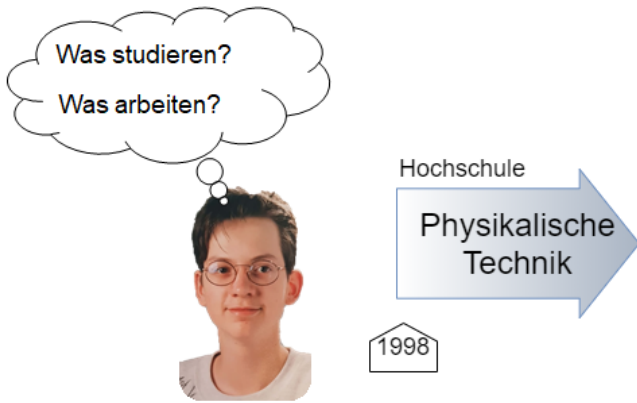 Was studieren?
Was arbeiten?
Hochschule
Physikalische
Technik
1998